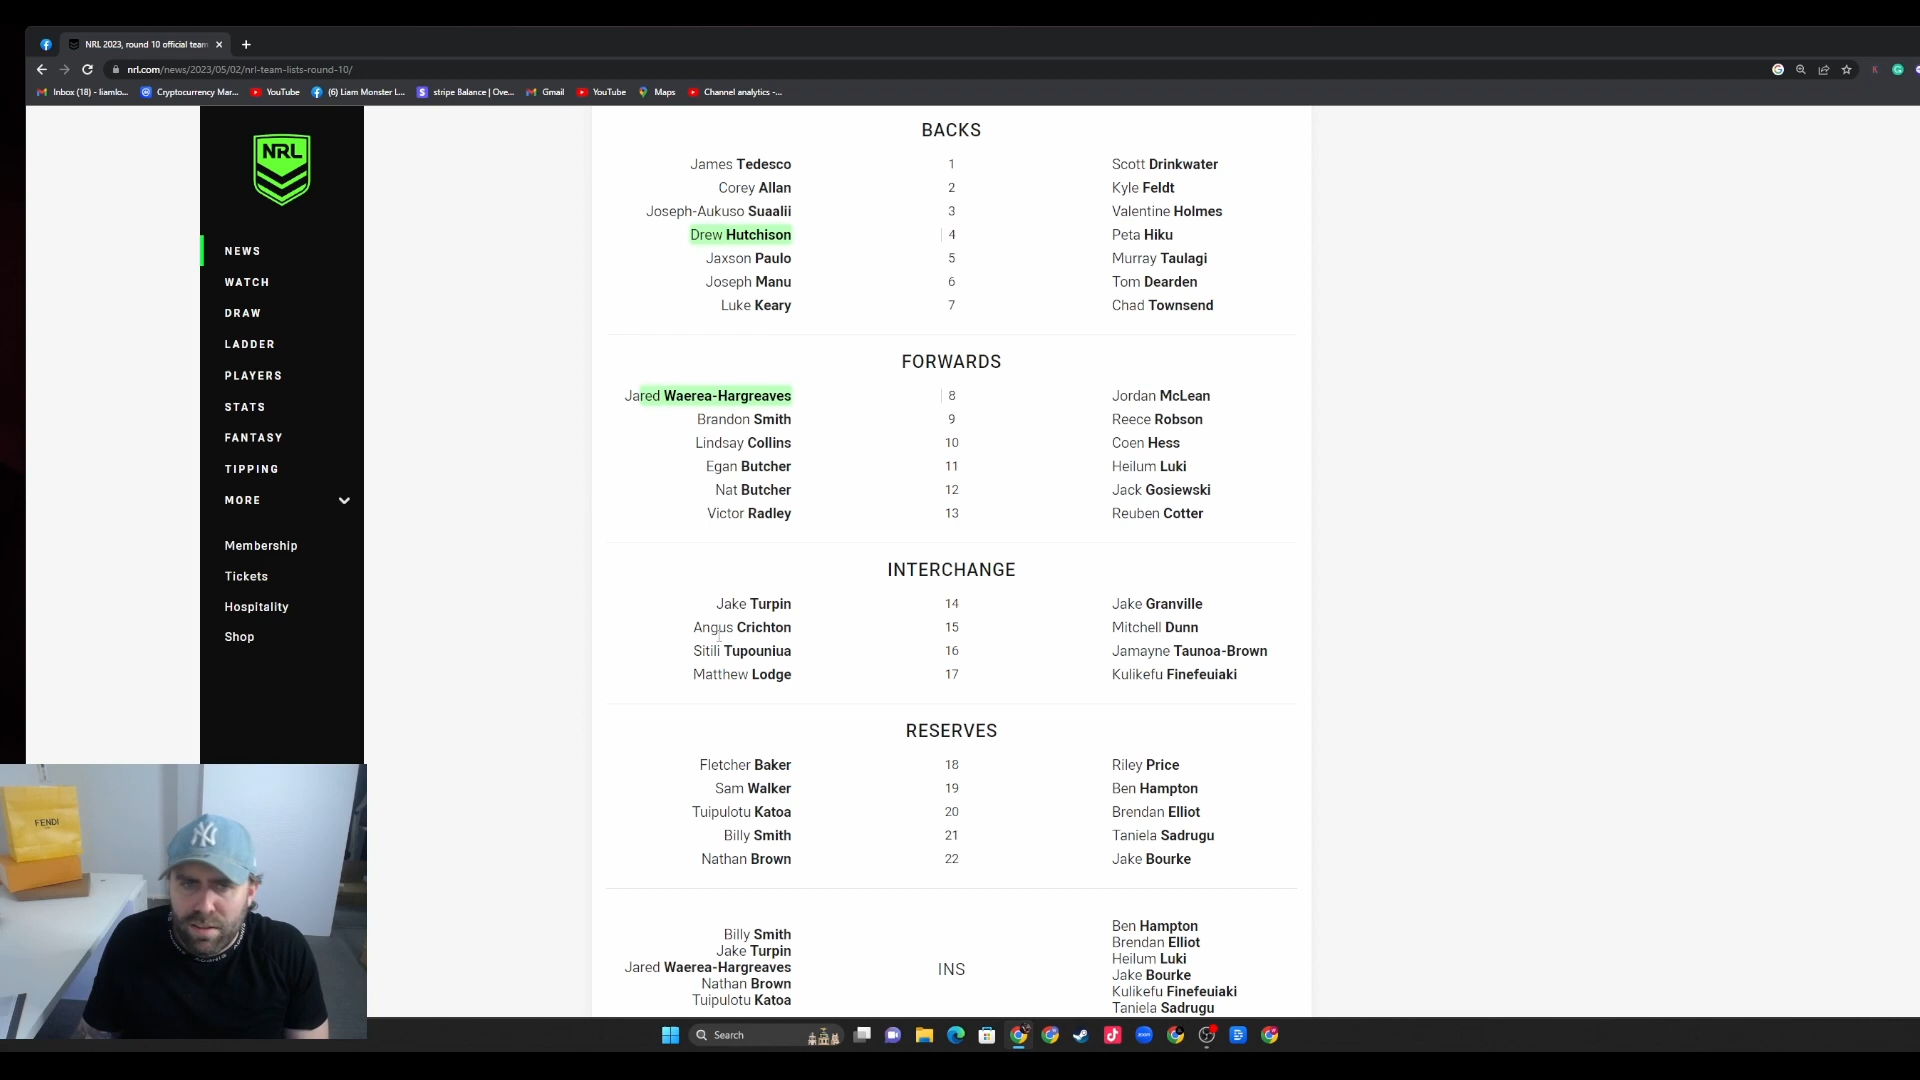 NRL 2023, round 10 official team
nrl.com/news/2023/05/02/nrl-team-lists-round-10/
Inbox (18) - liamlo... Cryptocurrency Mar... YouTube (6) Liam Monster L... stripe Balance | Ove... Gmail YouTube Maps Channel analytics -...
NRL
NEWS
WATCH
DRAW
LADDER
PLAYERS
STATS
FANTASY
TIPPING
MORE
Membership
Tickets
Hospitality
Shop
BACKS
James Tedesco 1 Scott Drinkwater
Corey Allan 2 Kyle Feldt
Joseph-Aukuso Suaalii 3 Valentine Holmes
Drew Hutchison 4 Peta Hiku
Jaxson Paulo 5 Murray Taulagi
Joseph Manu 6 Tom Dearden
Luke Keary 7 Chad Townsend
FORWARDS
Jared Waerea-Hargreaves 8 Jordan McLean
Brandon Smith 9 Reece Robson
Lindsay Collins 10 Coen Hess
Egan Butcher 11 Heilum Luki
Nat Butcher 12 Jack Gosiewski
Victor Radley 13 Reuben Cotter
INTERCHANGE
Jake Turpin 14 Jake Granville
Angus Crichton 15 Mitchell Dunn
Sitili Tupouniua 16 Jamayne Taunoa-Brown
Matthew Lodge 17 Kulikefu Finefeuiaki
RESERVES
Fletcher Baker 18 Riley Price
Sam Walker 19 Ben Hampton
Tuipulotu Katoa 20 Brendan Elliot
Billy Smith 21 Taniela Sadrugu
Nathan Brown 22 Jake Bourke
INS
Billy Smith
Jake Turpin
Jared Waerea-Hargreaves
Nathan Brown
Tuipulotu Katoa
Ben Hampton
Brendan Elliot
Heilum Luki
Jake Bourke
Kulikefu Finefeuiaki
Taniela Sadrugu
FENDI
NY
Search